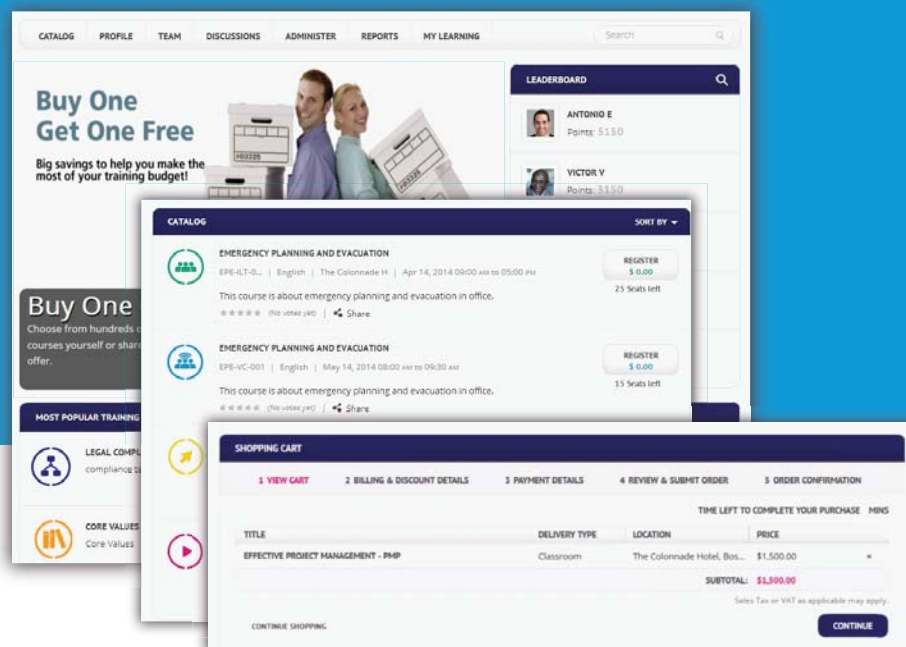 CATALOG PROFILE TEAM DISCUSSIONS ADMINISTER REPORTS MY LEARNING Search
Buy One
Get One Free
Big savings to help you make the
most of your training budget!
LEADERBOARD
ANTONIO E
Points: 5150
VICTOR V
Points: 3150
Buy One
Choose from hundreds
courses yourself or shar
offer.
MOST POPULAR TRAINING
LEGAL COMPL
compliance t
CORE VALUES
Core Values
CATALOG SORT BY
EMERGENCY PLANNING AND EVACUATION
EPE-ILT-0... | English | The Colonnade H | Apr 14, 2014 09:00 AM to 05:00 PM
This course is about emergency planning and evacuation in office.
(No votes yet) | Share
REGISTER
$ 0.00
25 Seats left
EMERGENCY PLANNING AND EVACUATION
EPE-VC-001 | English | May 14, 2014 08:00 AM to 09:30 AM
This course is about emergency planning and evacuation in office.
(No votes yet) | Share
REGISTER
$ 0.00
15 Seats left
SHOPPING CART
1 VIEW CART 2 BILLING & DISCOUNT DETAILS 3 PAYMENT DETAILS 4 REVIEW & SUBMIT ORDER 5 ORDER CONFIRMATION
TIME LEFT TO COMPLETE YOUR PURCHASE MINS
TITLE DELIVERY TYPE LOCATION PRICE
EFFECTIVE PROJECT MANAGEMENT - PMP Classroom The Colonnade Hotel, Bos... $1,500.00 ×
SUBTOTAL: $1,500.00
Sales Tax or VAT as applicable may apply.
CONTINUE SHOPPING CONTINUE